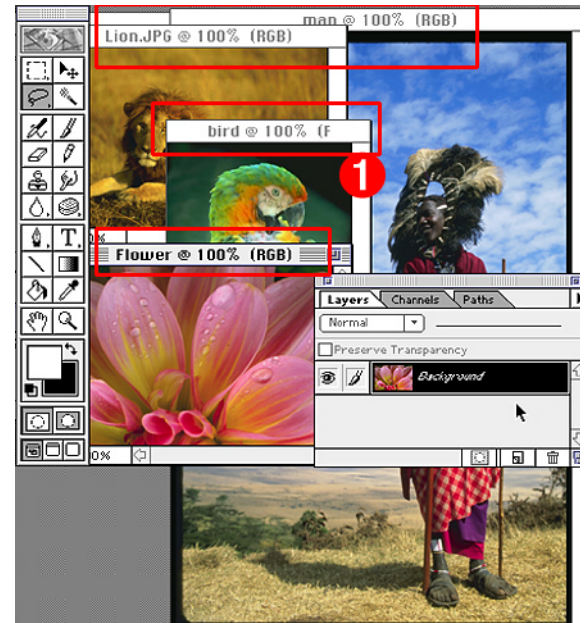 man @ 100% (RGB)
Lion.JPG @ 100% (RGB)
bird @ 100% (F
1
T
%
Flower @ 100% (RGB)
Layers Channels Paths
Normal
Preserve Transparency
Background
0%